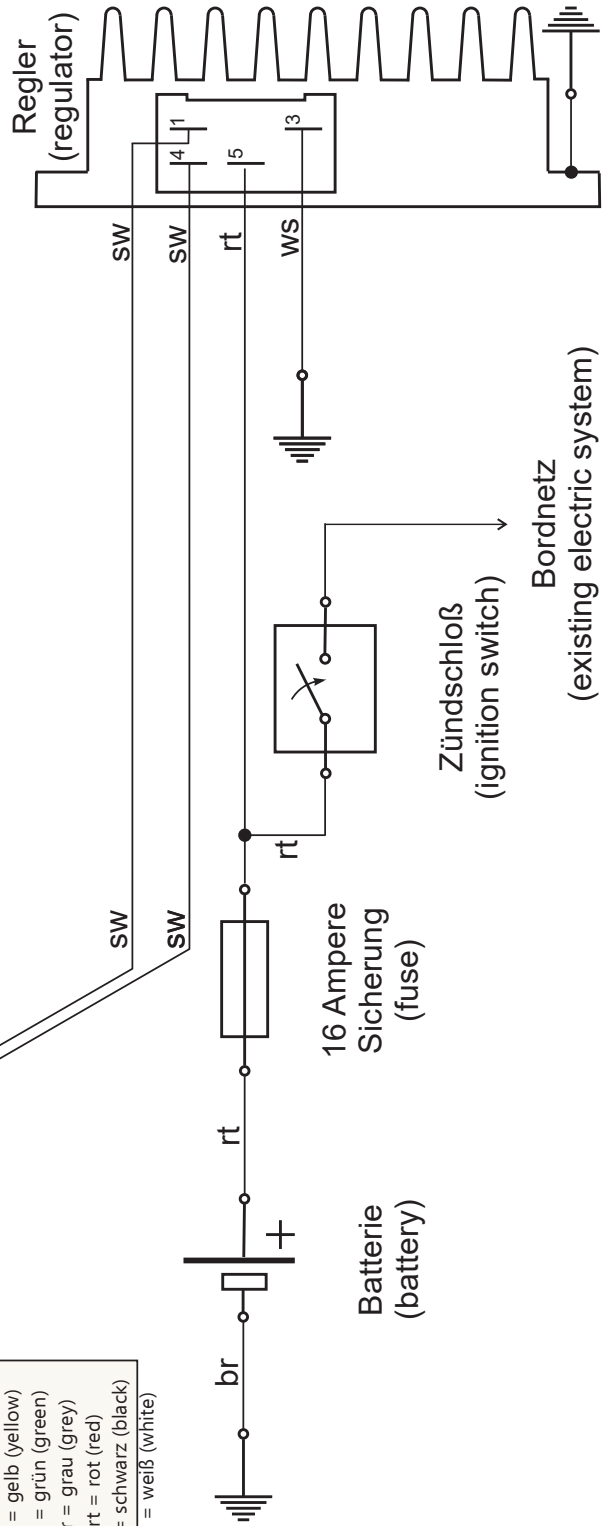 = gelb (yellow)
= grün (green)
= grau (grey)
rt = rot (red)
= schwarz (black)
= weiß (white)
br
rt
Batterie
(battery)
+
16 Ampere
Sicherung
(fuse)
sw
sw
rt
Zündschloß
(ignition switch)
Bordnetz
(existing electric system)
sw
sw
rt
ws
1
4
5
3
Regler
(regulator)